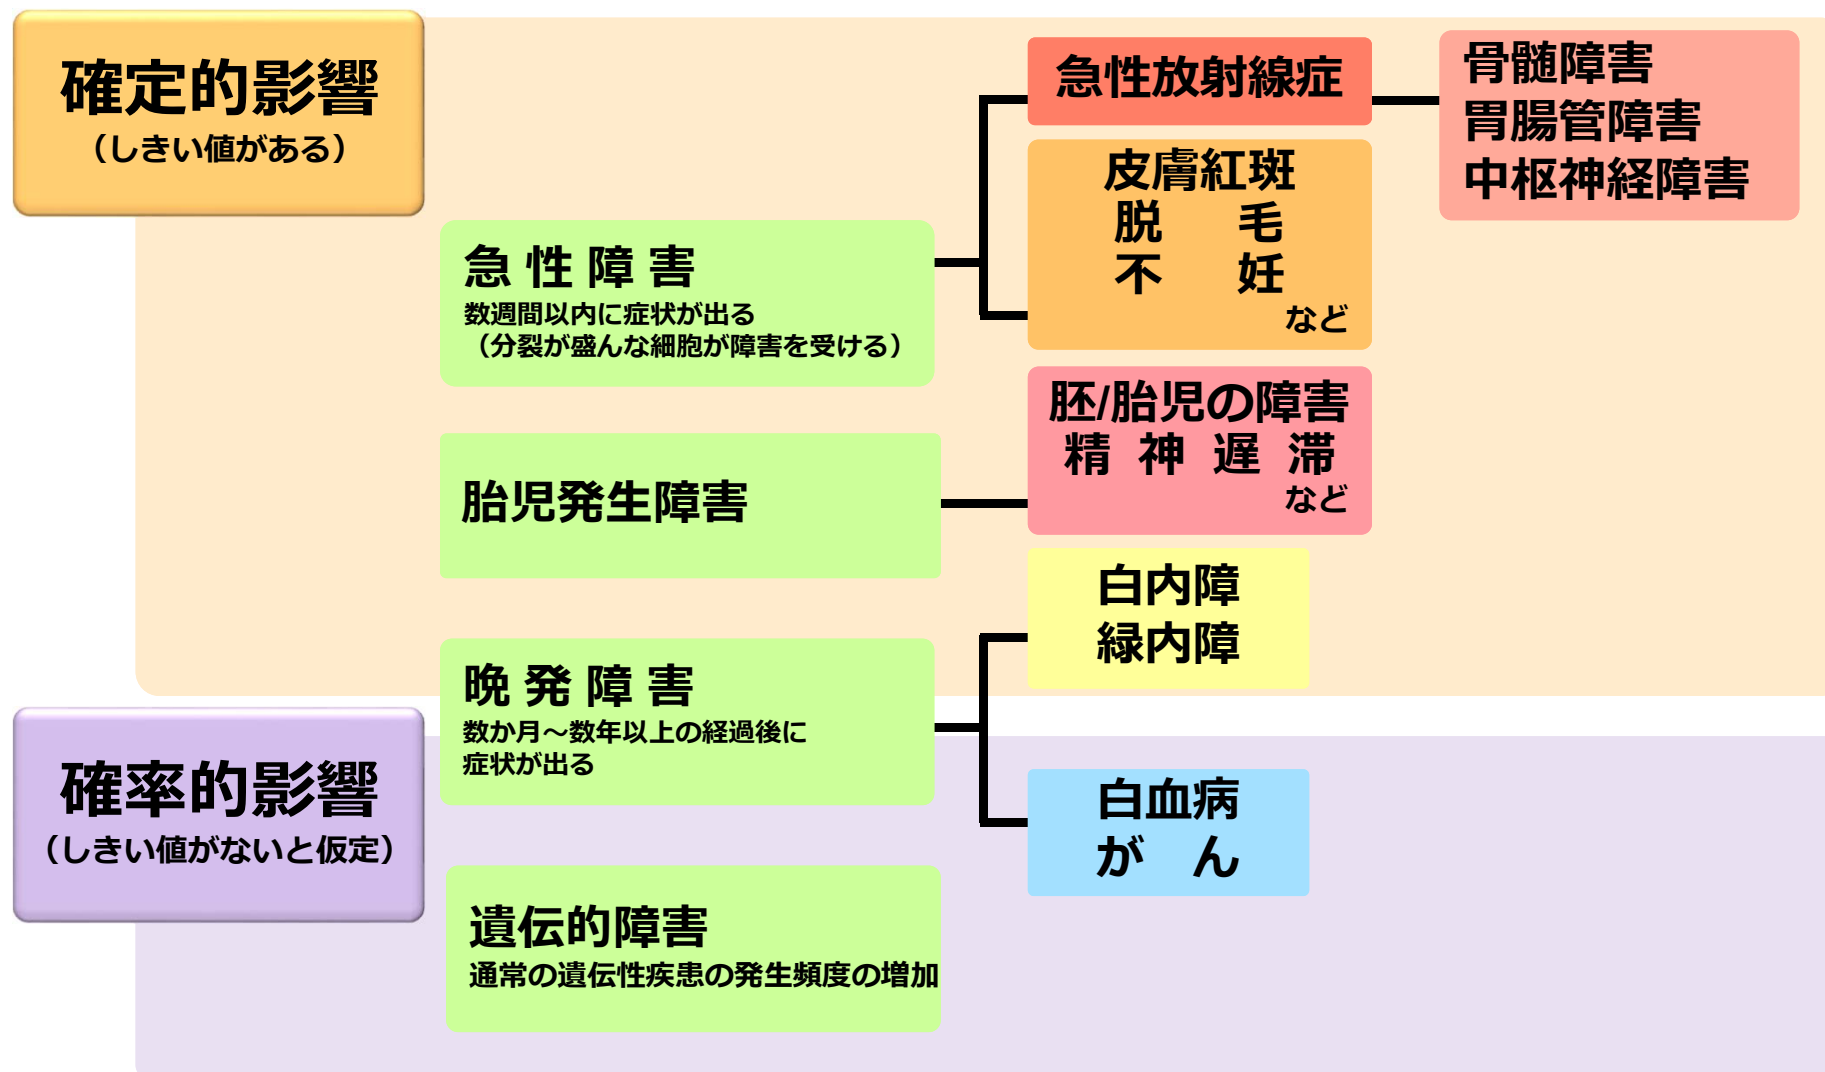 確定的影響
（しきい値がある）
急性放射線症
骨髄障害
胃腸管障害
中枢神経障害
皮膚紅斑
脱　毛
不　妊
など
急 性 障 害
数週間以内に症状が出る
（分裂が盛んな細胞が障害を受ける）
胚/胎児の障害
精 神 遅 滞
など
胎児発生障害
白内障
緑内障
晩 発 障 害
数か月～数年以上の経過後に
症状が出る
確率的影響
（しきい値がないと仮定）
白血病
が　ん
遺伝的障害
通常の遺伝性疾患の発生頻度の増加